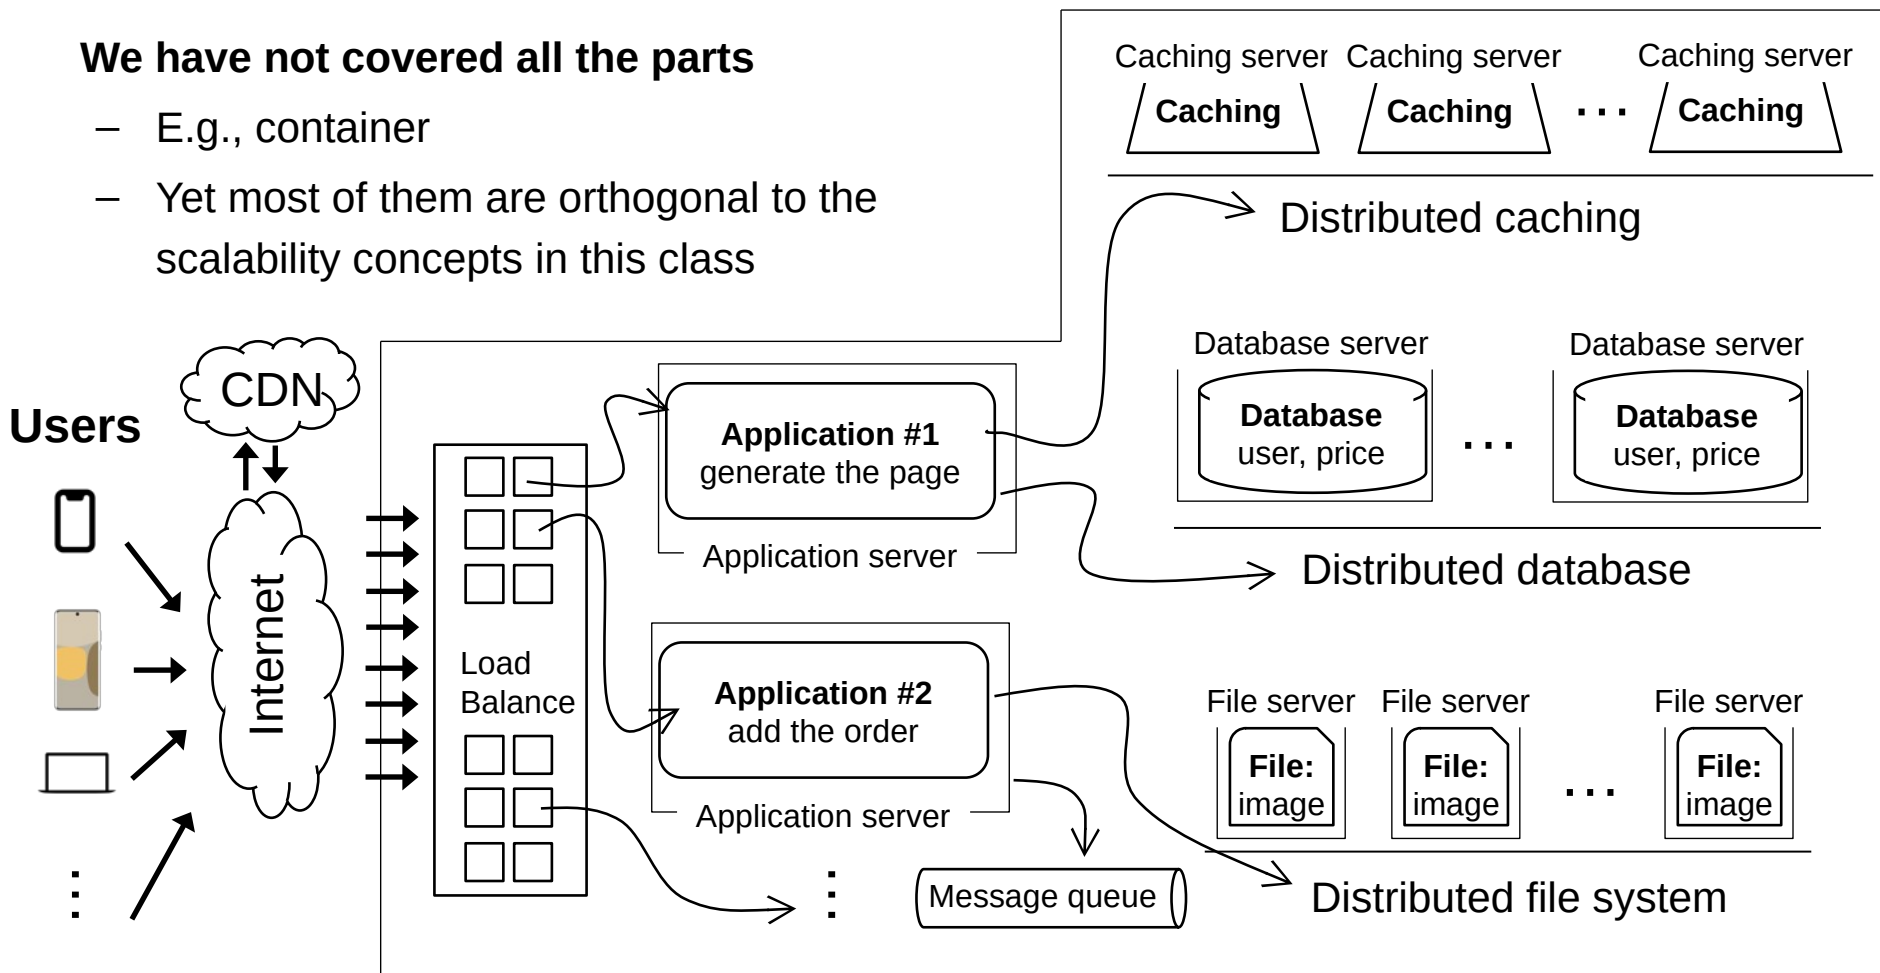 We have not covered all the parts
– E.g., container
– Yet most of them are orthogonal to the
scalability concepts in this class
Caching server Caching server Caching server
Caching Caching ... Caching
Distributed caching
Database server Database server
Database
user, price
...
Database
user, price
Distributed database
CDN
Users
Internet
Load
Balance
Application #1
generate the page
Application server
Application #2
add the order
Application server
File server File server File server
File:
image
File:
image
...
File:
image
Distributed file system
Message queue